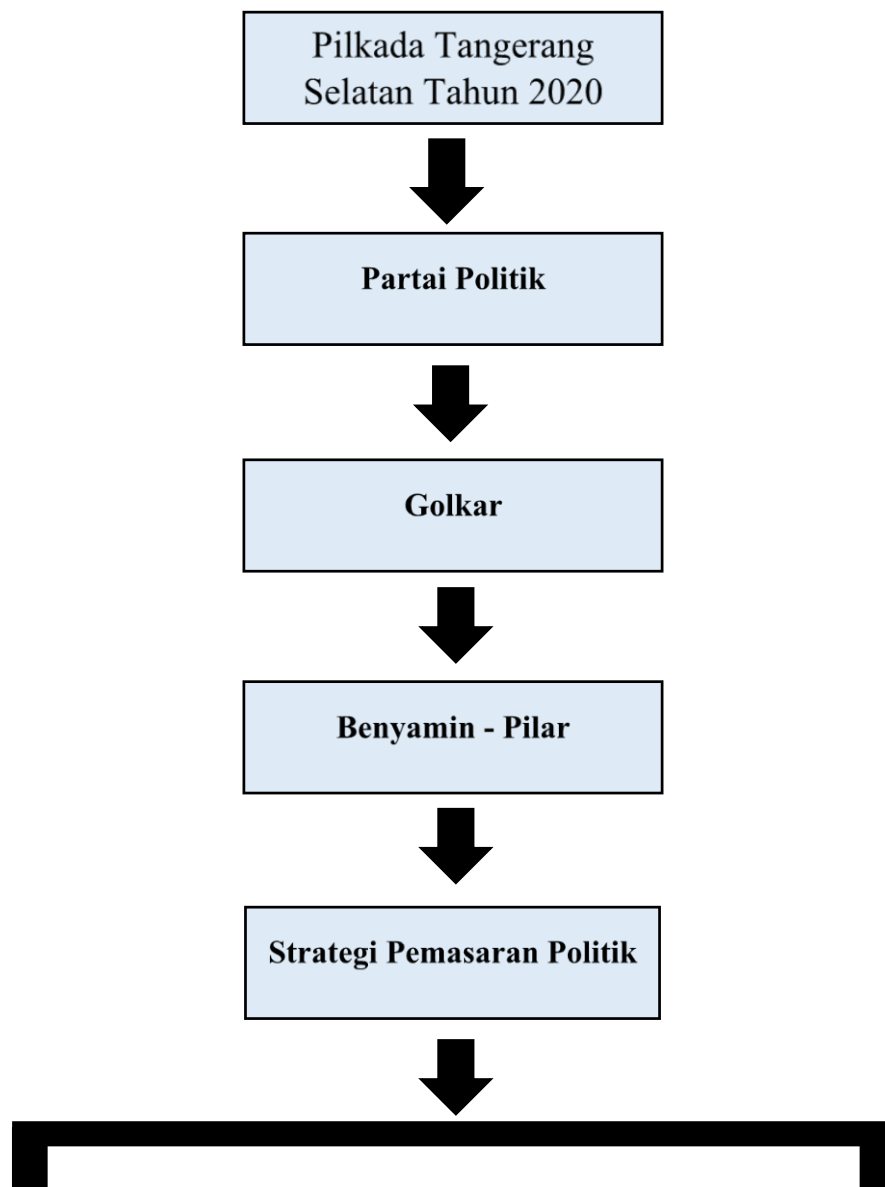 Pilkada Tangerang
Selatan Tahun 2020
Partai Politik
Golkar
Benyamin - Pilar
Strategi Pemasaran Politik